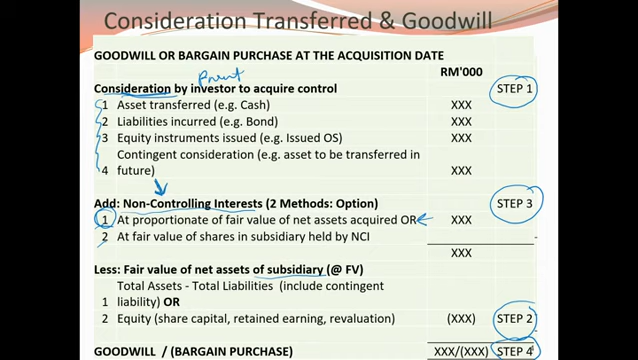 Consideration Transferred & Goodwill
GOODWILL OR BARGAIN PURCHASE AT THE ACQUISITION DATE
RM'000
Parent
Consideration by investor to acquire control STEP 1
1 Asset transferred (e.g. Cash) XXX
2 Liabilities incurred (e.g. Bond) XXX
3 Equity instruments issued (e.g. Issued OS) XXX
Contingent consideration (e.g. asset to be transferred in
4 future) XXX
Add: Non-Controlling Interests (2 Methods: Option) STEP 3
1 At proportionate of fair value of net assets acquired OR XXX
2 At fair value of shares in subsidiary held by NCI
XXX
Less: Fair value of net assets of subsidiary (@ FV)
Total Assets - Total Liabilities (include contingent
1 liability) OR
2 Equity (share capital, retained earning, revaluation) (XXX) STEP 2
GOODWILL / (BARGAIN PURCHASE) XXX/(XXX) STEP 4